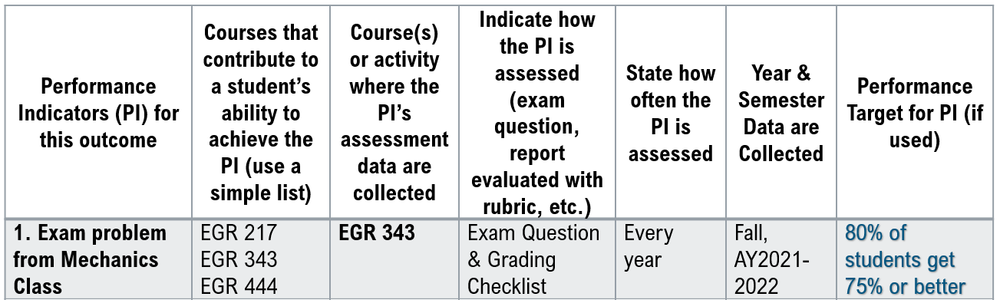 Performance
Indicators (PI) for
this outcome
Courses that
contribute to
a student's
ability to
achieve the
PI (use a
simple list)
Course(s)
or activity
where the
PI's
assessment
data are
collected
Indicate how
the PI is
assessed
(exam
question,
report
evaluated with
rubric, etc.)
State how
often the
PI is
assessed
Year &
Semester
Data are
Collected
Performance
Target for PI (if
used)
1. Exam problem
from Mechanics
Class
EGR 217
EGR 343
EGR 444
EGR 343
Exam Question
& Grading
Checklist
Every
year
Fall,
AY2021-
2022
80% of
students get
75% or better